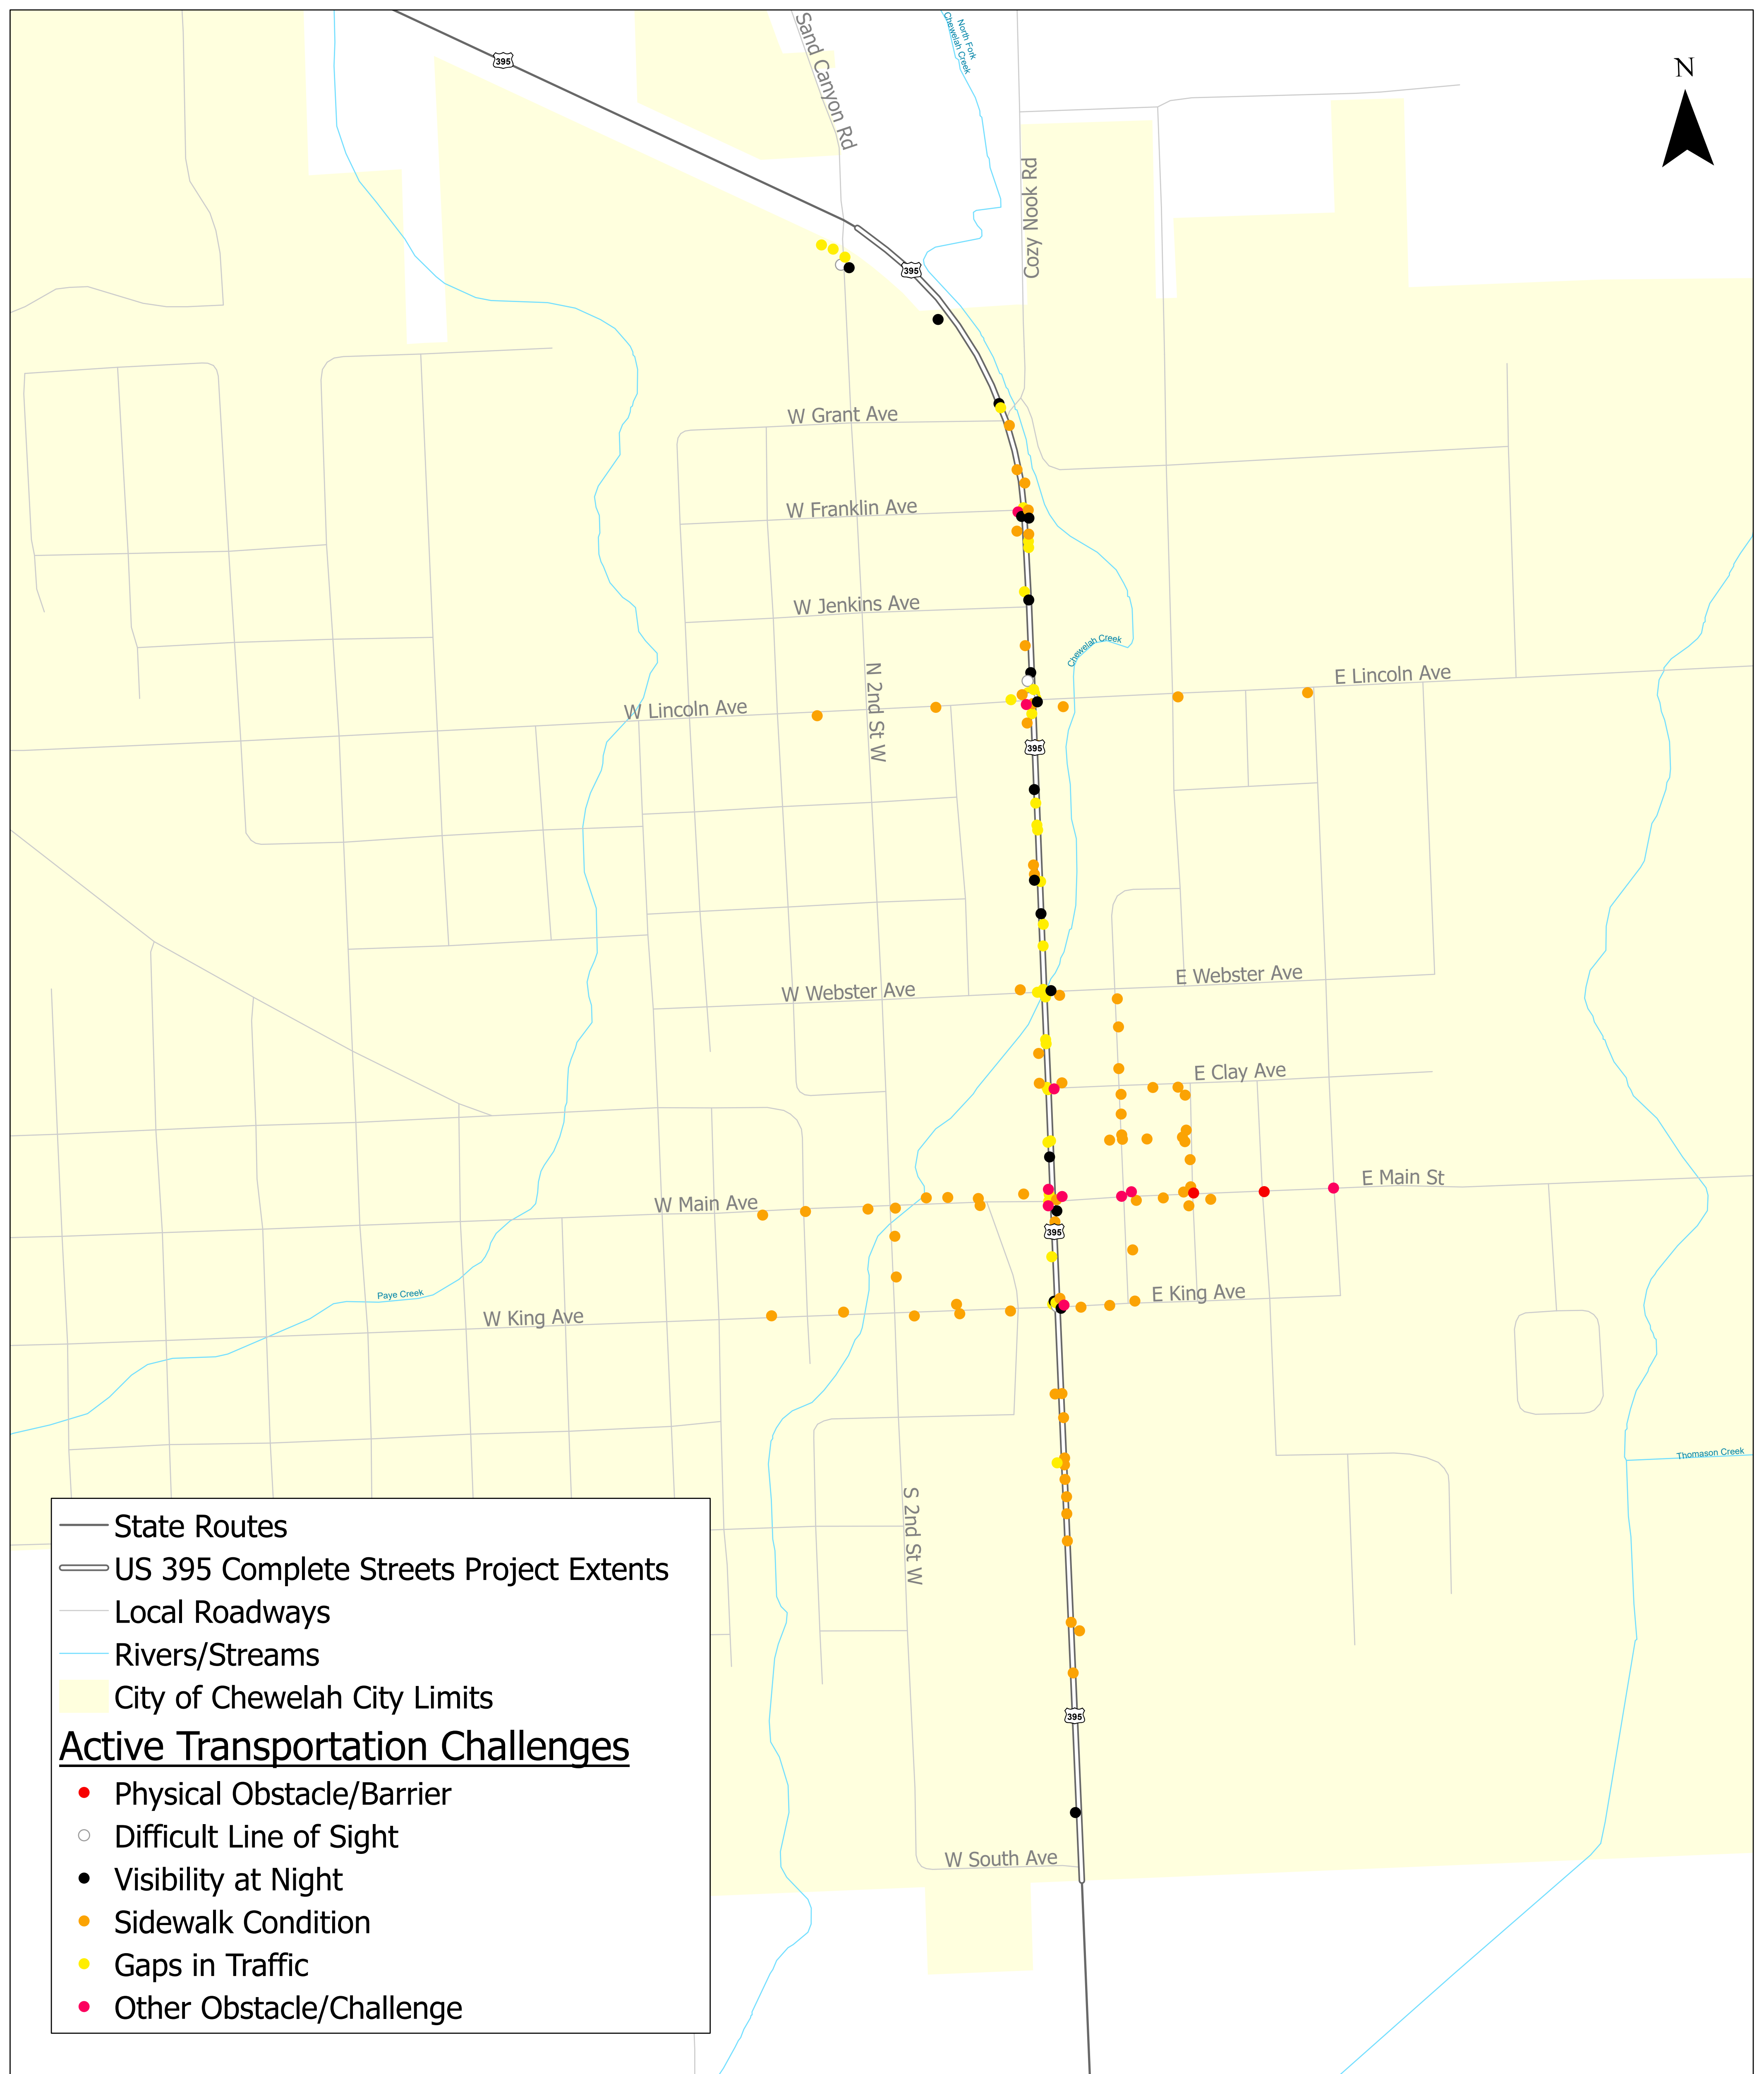 395
Sand Canyon Rd
North Fork
Chewelah Creek
N
Cozy Nook Rd
395
W Grant Ave
W Franklin Ave
W Jenkins Ave
Chewelah Creek
N 2nd St W
E Lincoln Ave
W Lincoln Ave
395
E Webster Ave
W Webster Ave
E Clay Ave
E Main St
W Main Ave
395
Paye Creek
E King Ave
W King Ave
Thomason Creek
S 2nd St W
395
W South Ave
State Routes
US 395 Complete Streets Project Extents
Local Roadways
Rivers/Streams
City of Chewelah City Limits
Active Transportation Challenges
Physical Obstacle/Barrier
Difficult Line of Sight
Visibility at Night
Sidewalk Condition
Gaps in Traffic
Other Obstacle/Challenge